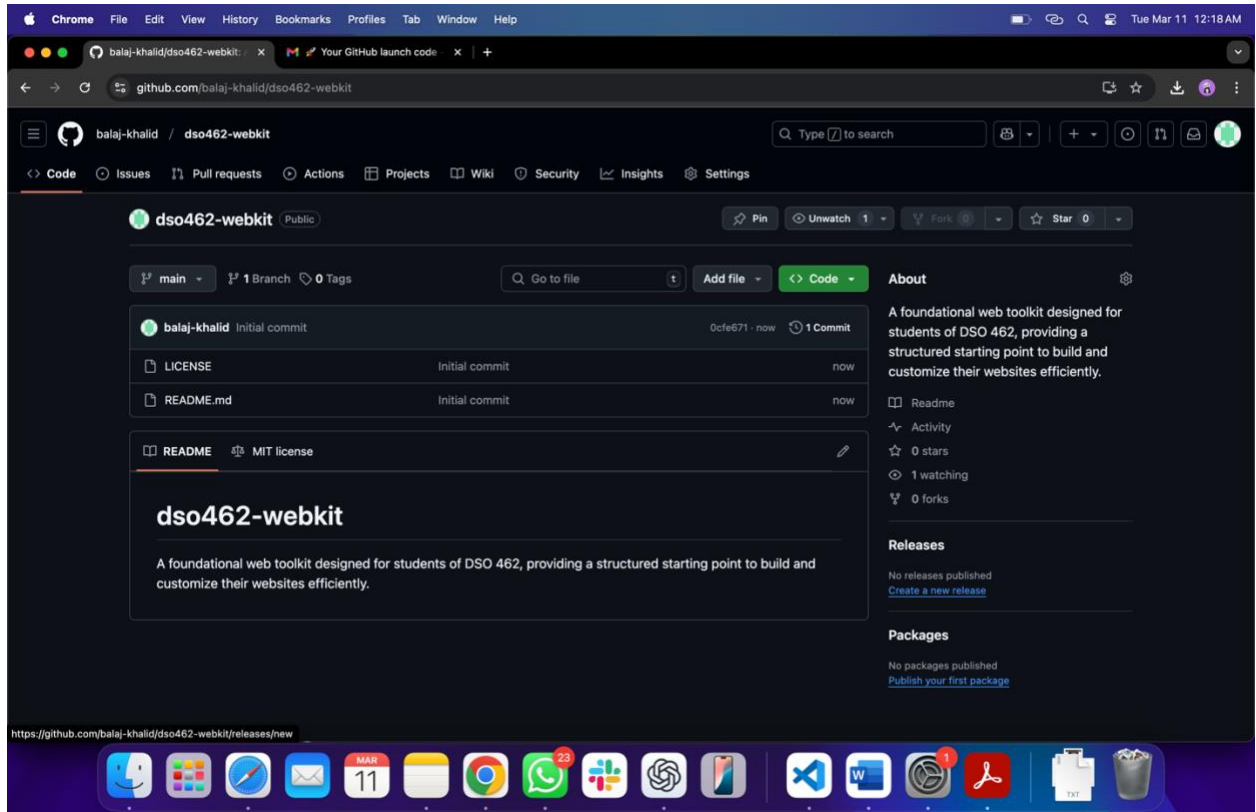 Chrome File Edit View History Bookmarks Profiles Tab Window Help Tue Mar 11 12:18 AM
balaj-khalid/dso462-webkit: Your GitHub launch code
github.com/balaj-khalid/dso462-webkit
balaj-khalid / dso462-webkit Type / to search
Code Issues Pull requests Actions Projects Wiki Security Insights Settings
dso462-webkit Public Pin Unwatch 1 Fork 0 Star 0
main 1 Branch 0 Tags Go to file t Add file Code
balaj-khalid Initial commit 0cfe671 · now 1 Commit
LICENSE Initial commit now
README.md Initial commit now
README MIT license
dso462-webkit
A foundational web toolkit designed for students of DSO 462, providing a structured starting point to build and
customize their websites efficiently.
About
A foundational web toolkit designed for
students of DSO 462, providing a
structured starting point to build and
customize their websites efficiently.
Readme
Activity
0 stars
1 watching
0 forks
Releases
No releases published
Create a new release
Packages
No packages published
Publish your first package
https://github.com/balaj-khalid/dso462-webkit/releases/new
MAR
11
23
W
1
TXT